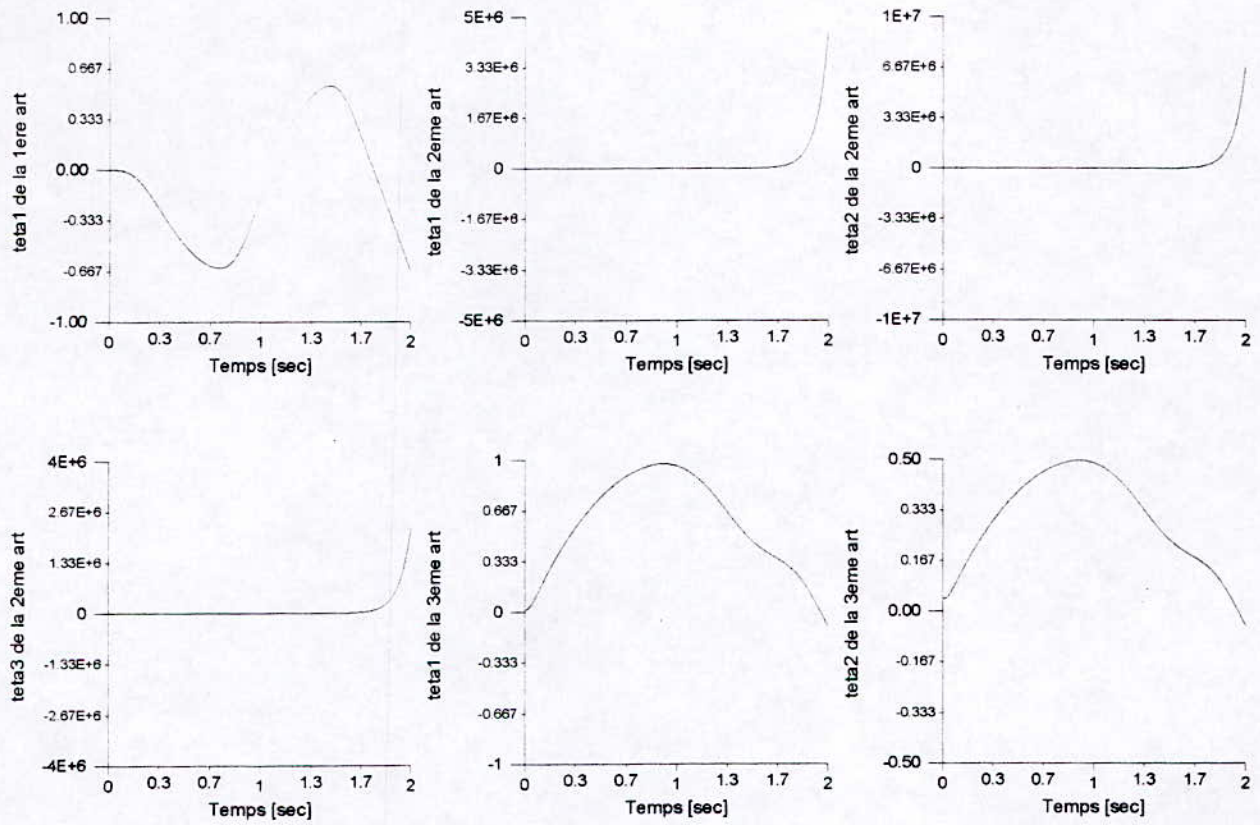 1.00
0.667
0.333
0.00
-0.333
-0.667
-1.00
teta1 de la 1ere art
0 0.3 0.7 1 1.3 1.7 2
Temps [sec]
5E+6
3.33E+6
1.67E+6
0
-1.67E+6
-3.33E+6
-5E+6
teta1 de la 2eme art
0 0.3 0.7 1 1.3 1.7 2
Temps [sec]
1E+7
6.67E+6
3.33E+6
0
-3.33E+6
-6.67E+6
-1E+7
teta2 de la 2eme art
0 0.3 0.7 1 1.3 1.7 2
Temps [sec]
4E+6
2.67E+6
1.33E+6
0
-1.33E+6
-2.67E+6
-4E+6
teta3 de la 2eme art
0 0.3 0.7 1 1.3 1.7 2
Temps [sec]
1
0.667
0.333
0
-0.333
-0.667
-1
teta1 de la 3eme art
0 0.3 0.7 1 1.3 1.7 2
Temps [sec]
0.50
0.333
0.167
0.00
-0.167
-0.333
-0.50
teta2 de la 3eme art
0 0.3 0.7 1 1.3 1.7 2
Temps [sec]